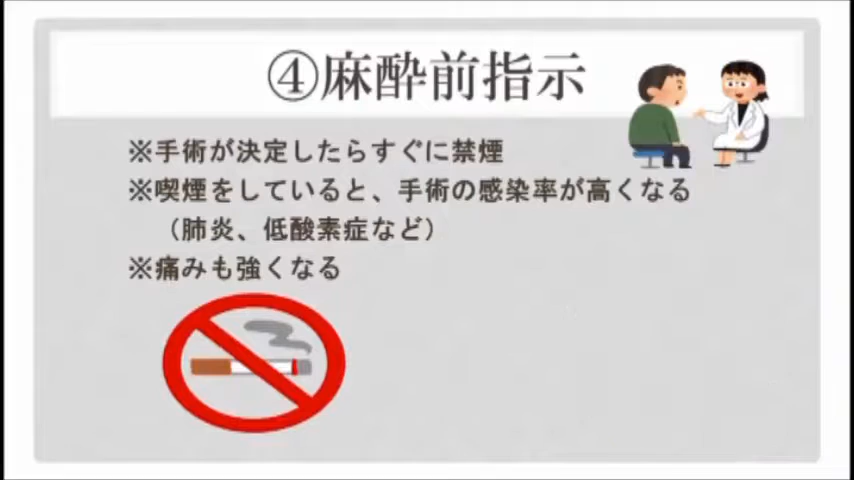 ④麻酔前指示
※手術が決定したらすぐに禁煙
※喫煙をしていると、手術の感染率が高くなる
（肺炎、低酸素症など）
※痛みも強くなる